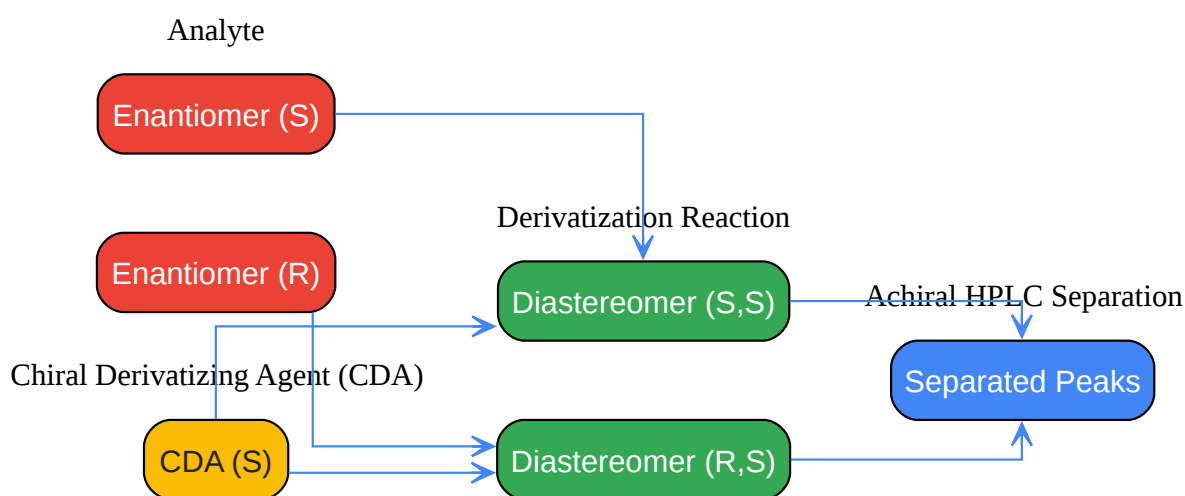 Analyte
Enantiomer (S)
Derivatization Reaction
Enantiomer (R)
Diastereomer (S,S)
Achiral HPLC Separation
Chiral Derivatizing Agent (CDA)
Separated Peaks
CDA (S)
Diastereomer (R,S)